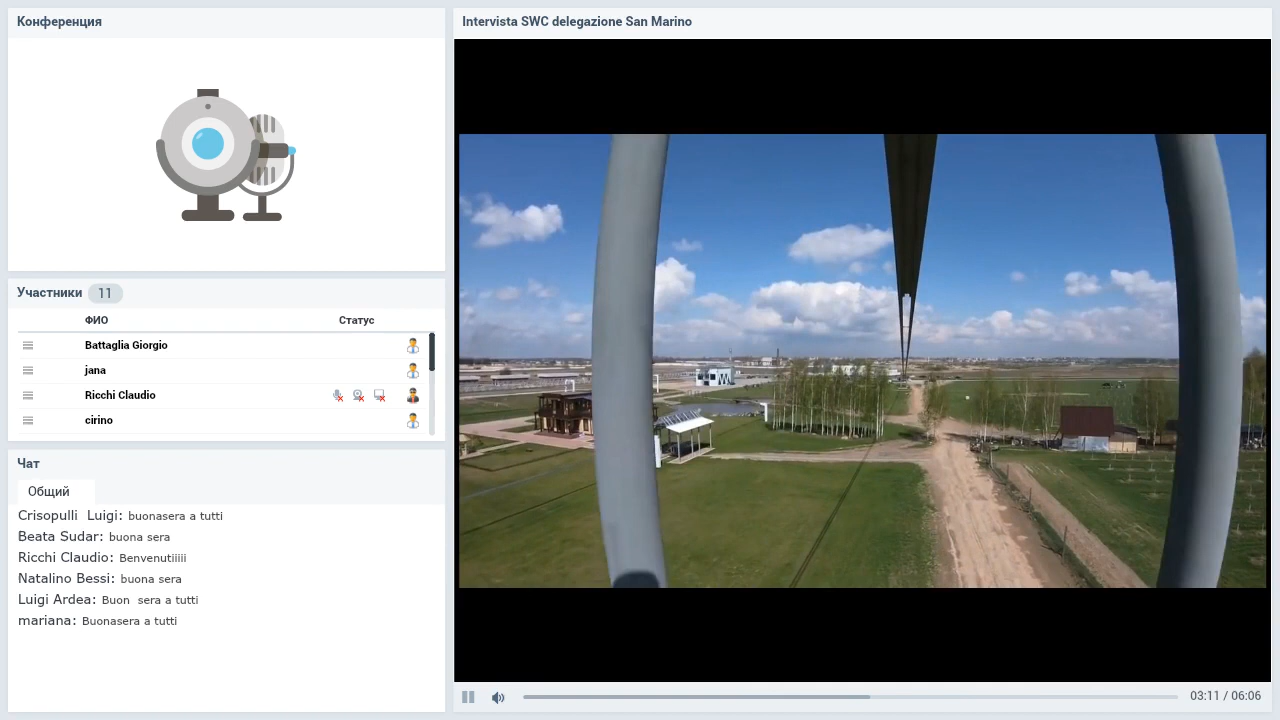 Конференция
Intervista SWC delegazione San Marino
Участники 11
ФИО Статус
Battaglia Giorgio
jana
Ricchi Claudio
cirino
Чат
Общий
Crisopulli Luigi: buonasera a tutti
Beata Sudar: buona sera
Ricchi Claudio: Benvenutiiiii
Natalino Bessi: buona sera
Luigi Ardea: Buon sera a tutti
mariana: Buonasera a tutti
03:11 / 06:06